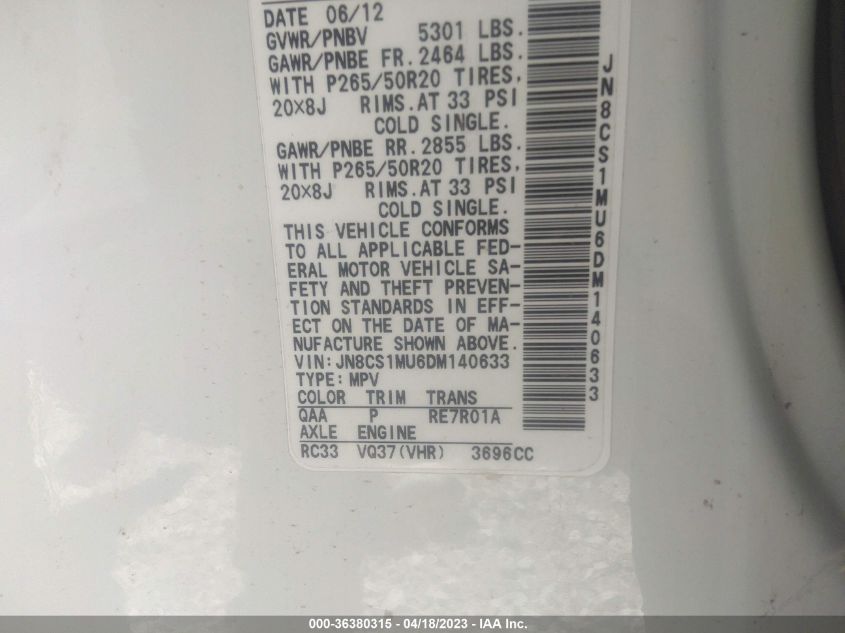 DATE 06/12
GVWR/PNBV 5301 LBS.
GAWR/PNBE FR. 2464 LBS.
WITH P265/50R20 TIRES,
20×8J RIMS. AT 33 PSI
COLD SINGLE.
GAWR/PNBE RR. 2855 LBS.
WITH P265/50R20 TIRES,
20×8J RIMS. AT 33 PSI
COLD SINGLE.
THIS VEHICLE CONFORMS
TO ALL APPLICABLE FED-
ERAL MOTOR VEHICLE SA-
FETY AND THEFT PREVEN-
TION STANDARDS IN EFF-
ECT ON THE DATE OF MA-
NUFACTURE SHOWN ABOVE.
VIN: JN8CS1MU6DM140633
TYPE: MPV
COLOR TRIM TRANS
QAA P RE7R01A
AXLE ENGINE
RC33 VQ37(VHR) 3696CC
JN8CS1MU6DM140633
000-36380315 - 04/18/2023 - IAA Inc.